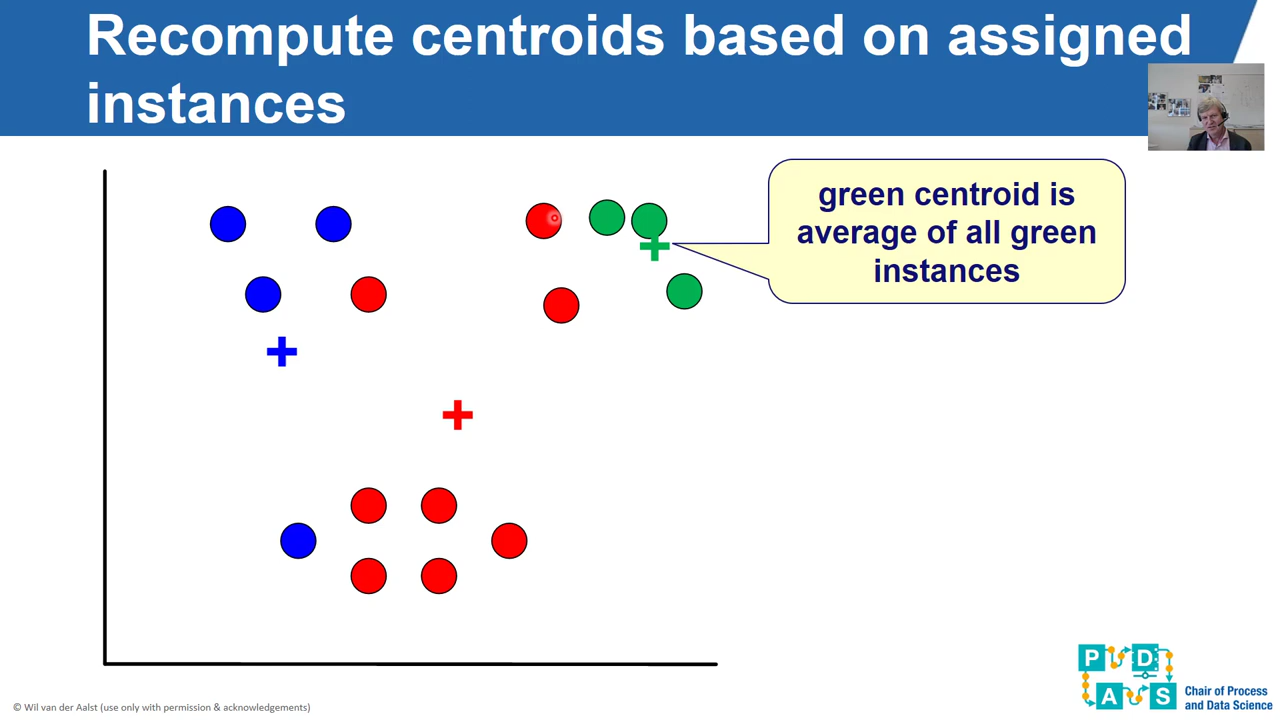 Recompute centroids based on assigned
instances
green centroid is
average of all green
instances
P D
A S
Chair of Process
and Data Science
© Wil van der Aalst (use only with permission & acknowledgements)